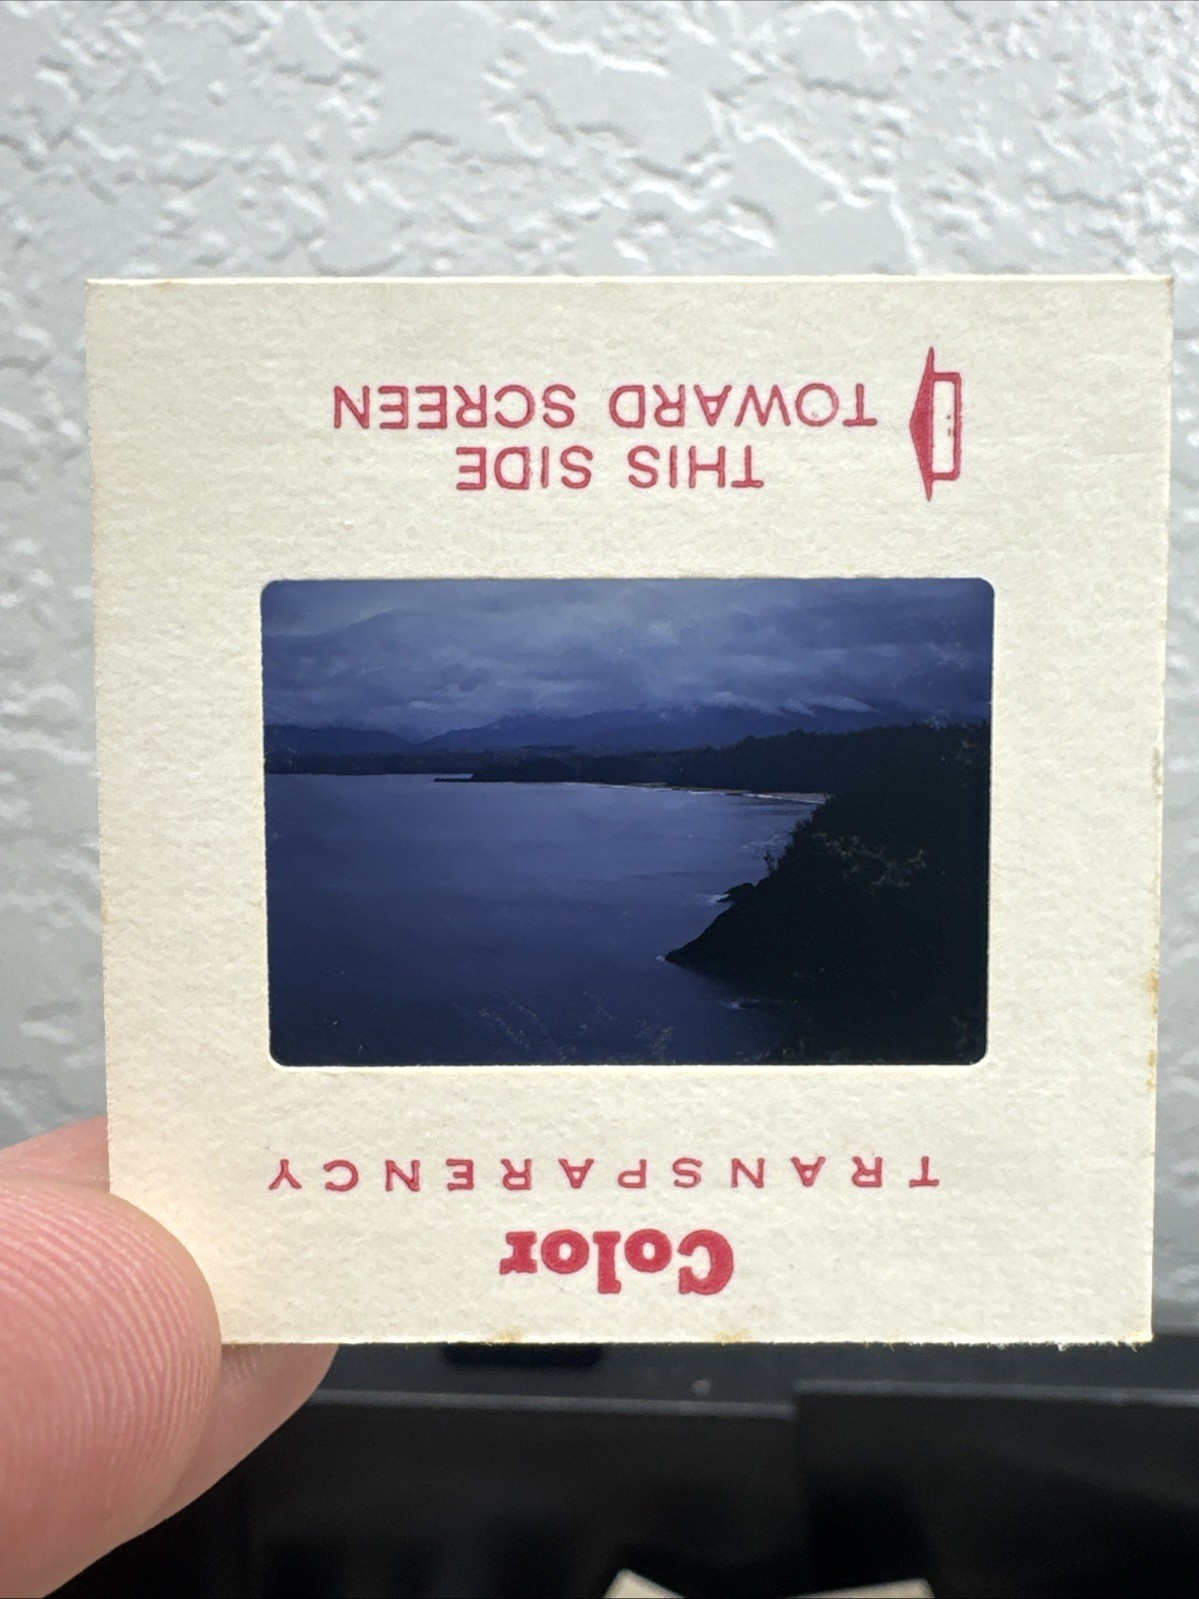 Color
TRANSPARENCY
THIS SIDE
TOWARD SCREEN